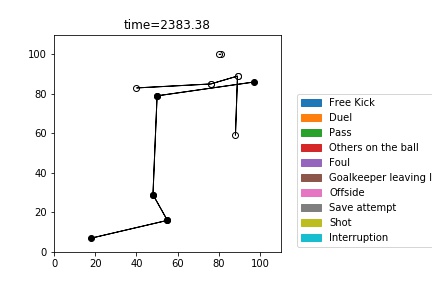 time=2383.38
100
80
60
40
20
0
0 20 40 60 80 100
Free Kick
Duel
Pass
Others on the ball
Foul
Goalkeeper leaving l
Offside
Save attempt
Shot
Interruption